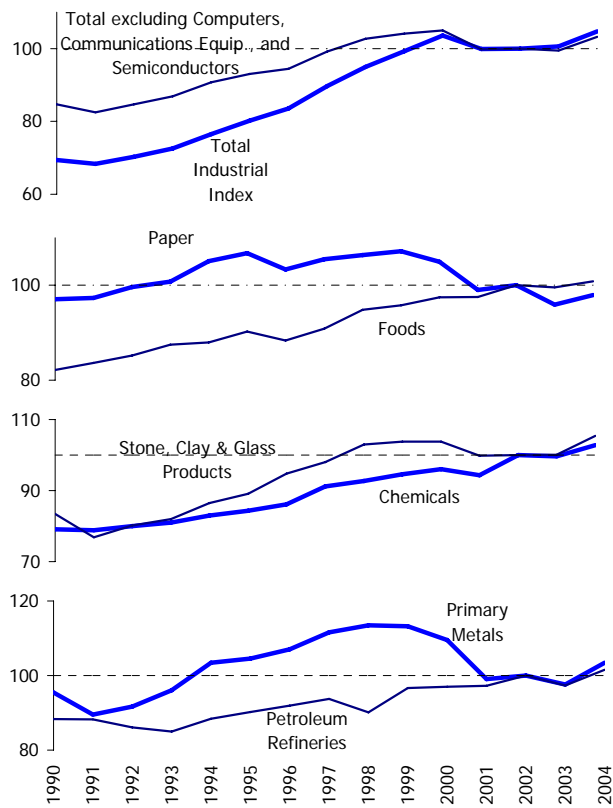 Total excluding Computers,
Communications Equip., and
Semiconductors
100
80
60
Total
Industrial
Index
Paper
100
80
Foods
110
90
70
Stone, Clay & Glass
Products
Chemicals
120
100
80
Primary
Metals
Petroleum
Refineries
1990
1991
1992
1993
1994
1995
1996
1997
1998
1999
2000
2001
2002
2003
2004